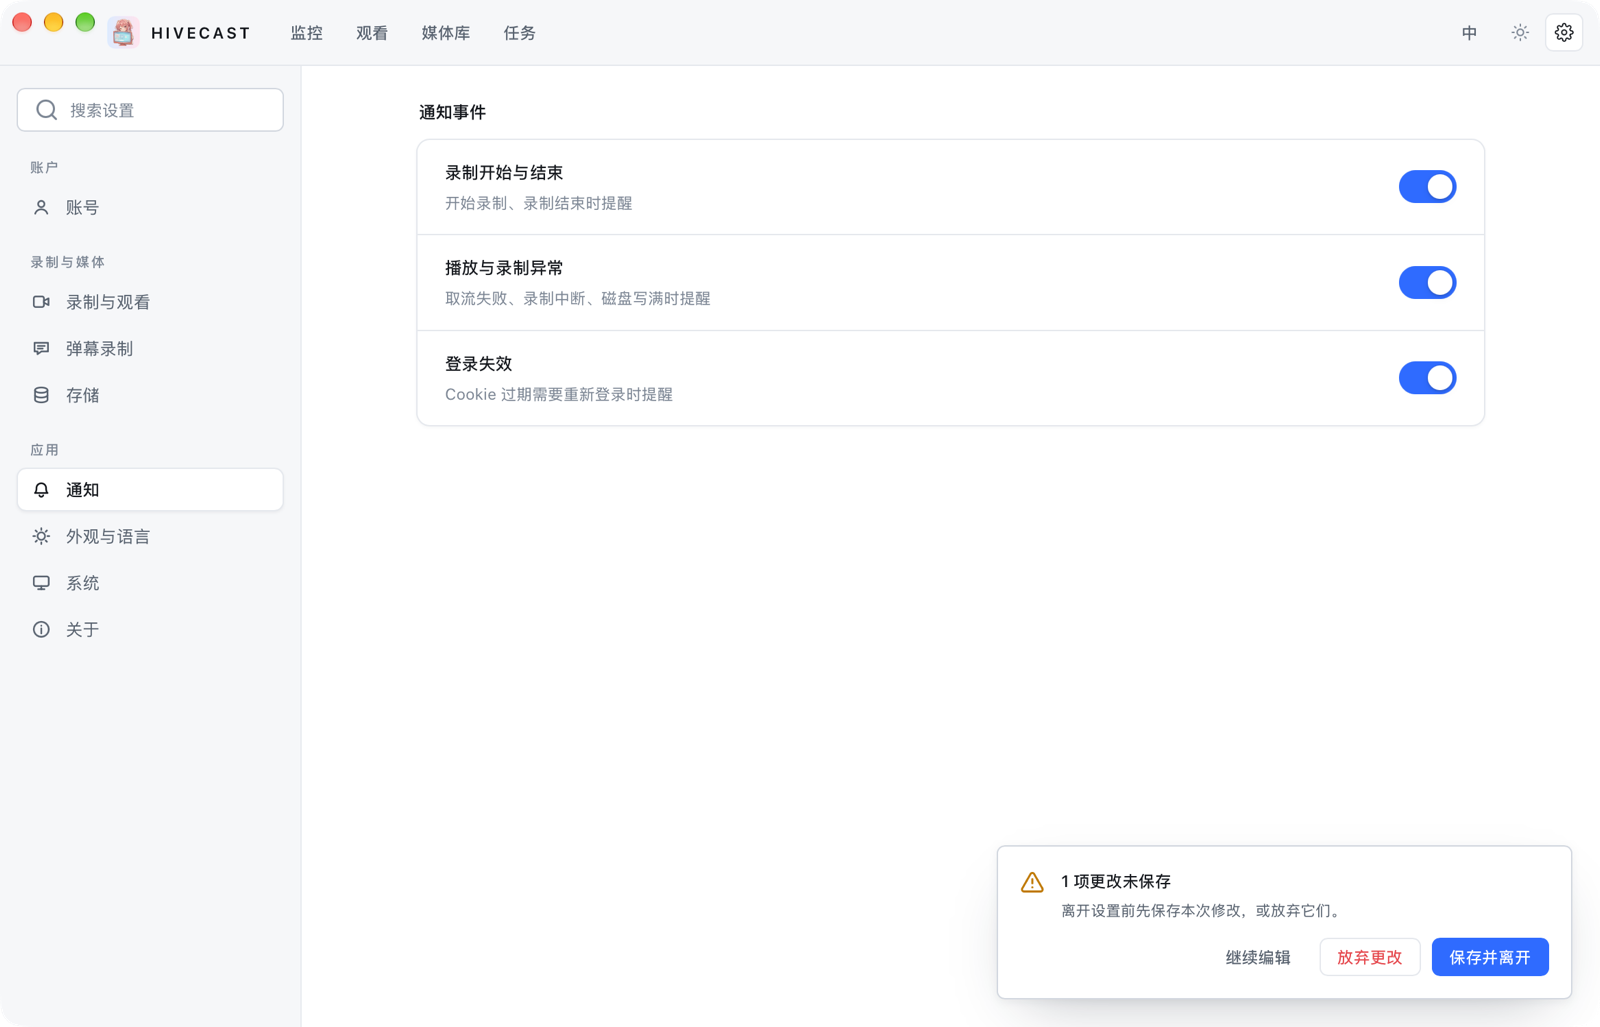 HIVECAST
监控
观看
媒体库
任务
中
搜索设置
账户
账号
录制与媒体
录制与观看
弹幕录制
存储
应用
通知
外观与语言
系统
关于
通知事件
录制开始与结束
开始录制、录制结束时提醒
播放与录制异常
取流失败、录制中断、磁盘写满时提醒
登录失效
Cookie 过期需要重新登录时提醒
1 项更改未保存
离开设置前先保存本次修改，或放弃它们。
继续编辑
放弃更改
保存并离开